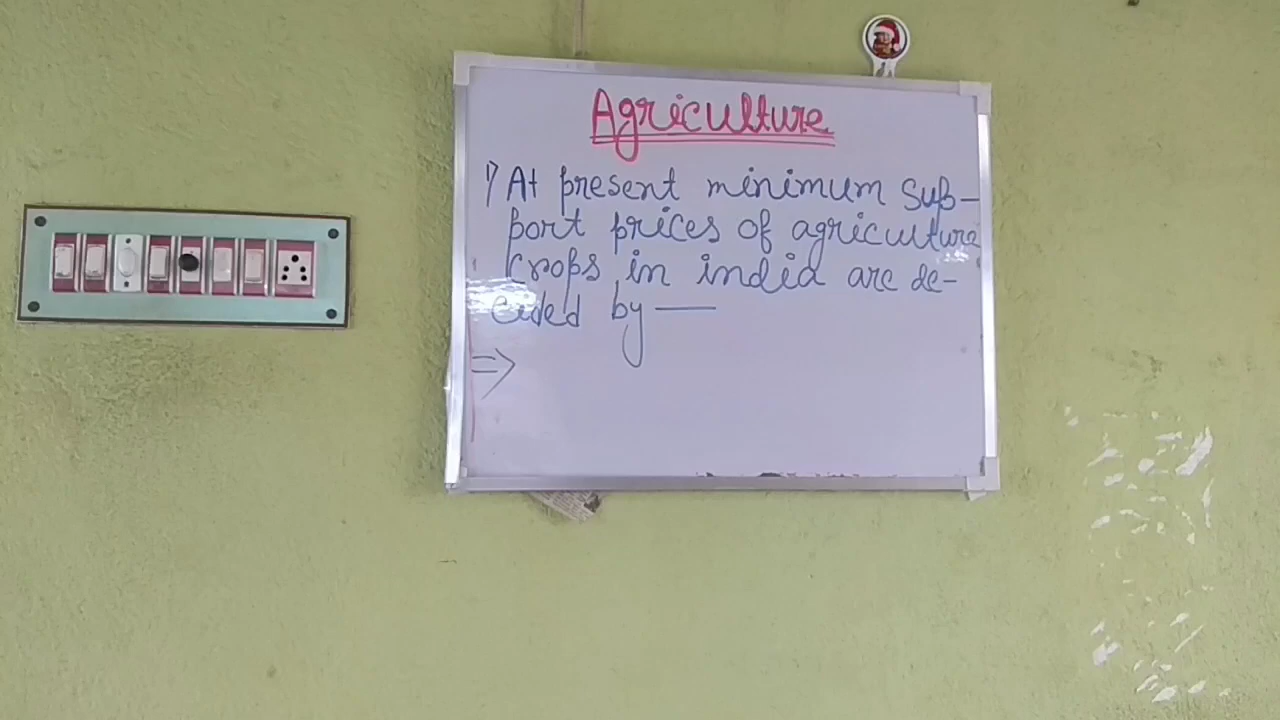 Agriculture
1) At present minimum sup-
port prices of agriculture
crops in india are de-
cided by —
⇒